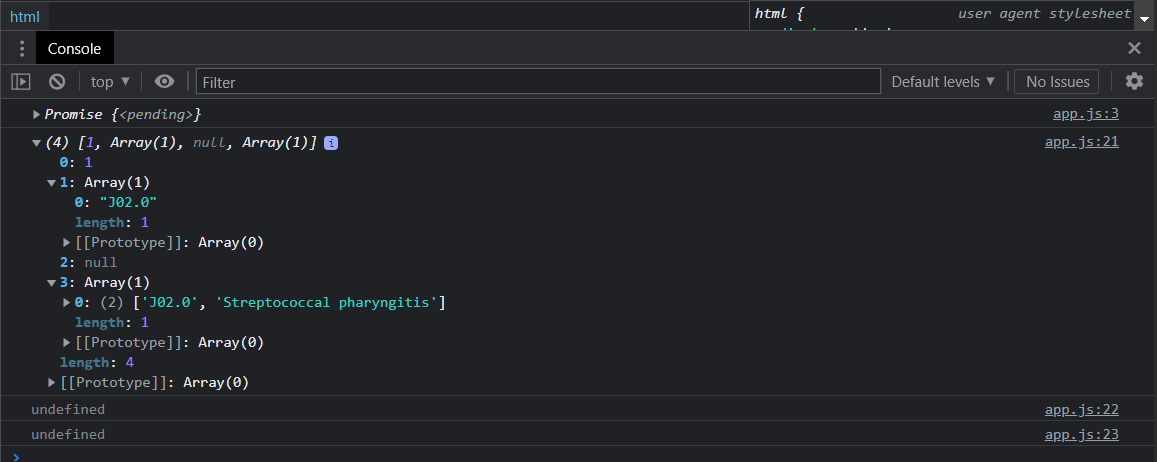 html
html {
user agent stylesheet
Console
top ▼
Filter
Default levels ▼
No Issues
▶ Promise {<pending>}
app.js:3
▼ (4) [1, Array(1), null, Array(1)] i
app.js:21
0: 1
▼ 1: Array(1)
0: "J02.0"
length: 1
▶ [[Prototype]]: Array(0)
2: null
▼ 3: Array(1)
▶ 0: (2) ['J02.0', 'Streptococcal pharyngitis']
length: 1
▶ [[Prototype]]: Array(0)
length: 4
▶ [[Prototype]]: Array(0)
undefined
app.js:22
undefined
app.js:23